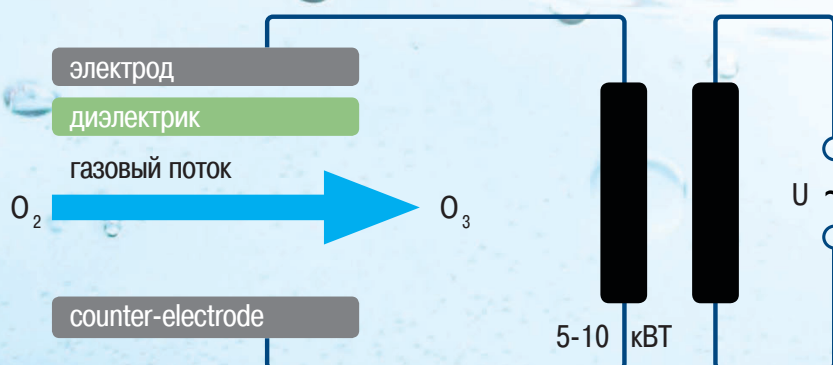 электрод
диэлектрик
газовый поток
O2 O3
U ~
counter-electrode
5-10 кВТ